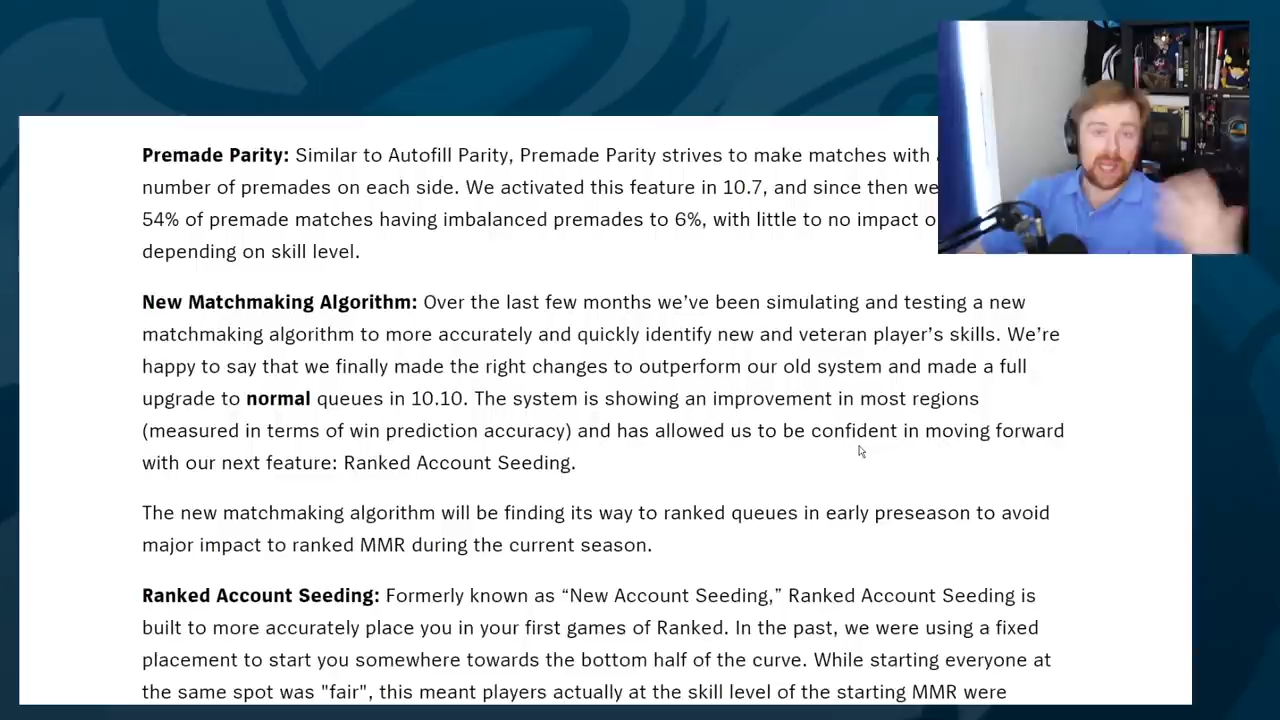 Premade Parity: Similar to Autofill Parity, Premade Parity strives to make matches with
number of premades on each side. We activated this feature in 10.7, and since then we
54% of premade matches having imbalanced premades to 6%, with little to no impact
depending on skill level.
New Matchmaking Algorithm: Over the last few months we’ve been simulating and testing a new
matchmaking algorithm to more accurately and quickly identify new and veteran player’s skills. We’re
happy to say that we finally made the right changes to outperform our old system and made a full
upgrade to normal queues in 10.10. The system is showing an improvement in most regions
(measured in terms of win prediction accuracy) and has allowed us to be confident in moving forward
with our next feature: Ranked Account Seeding.
The new matchmaking algorithm will be finding its way to ranked queues in early preseason to avoid
major impact to ranked MMR during the current season.
Ranked Account Seeding: Formerly known as “New Account Seeding,” Ranked Account Seeding is
built to more accurately place you in your first games of Ranked. In the past, we were using a fixed
placement to start you somewhere towards the bottom half of the curve. While starting everyone at
the same spot was "fair", this meant players actually at the skill level of the starting MMR were